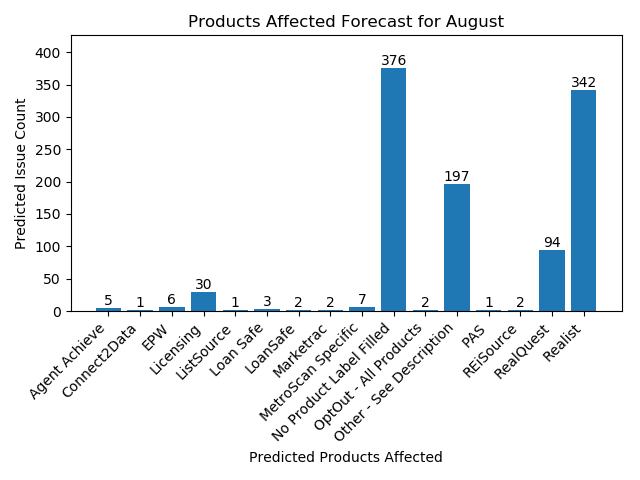 Products Affected Forecast for August
Predicted Issue Count
400
350
300
250
200
150
100
50
0
5
1
6
30
1
3
2
2
7
376
2
197
1
2
94
342
Agent Achieve
Connect2Data
EPW
Licensing
ListSource
Loan Safe
LoanSafe
Marketrac
MetroScan Specific
No Product Label Filled
OptOut - All Products
Other - See Description
PAS
REiSource
RealQuest
Realist
Predicted Products Affected